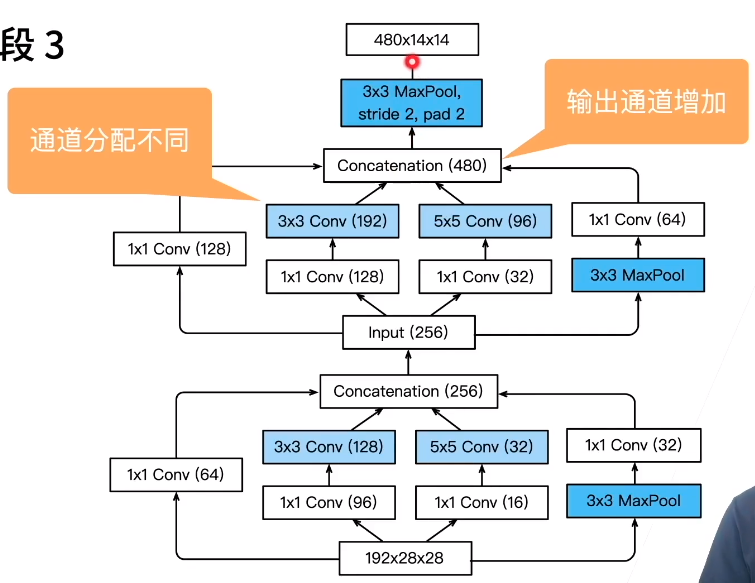 段 3
480x14x14
3x3 MaxPool,
stride 2, pad 2
输出通道增加
通道分配不同
Concatenation (480)
3x3 Conv (192)
5x5 Conv (96)
1x1 Conv (64)
1x1 Conv (128)
1x1 Conv (128)
1x1 Conv (32)
3x3 MaxPool
Input (256)
Concatenation (256)
3x3 Conv (128)
5x5 Conv (32)
1x1 Conv (32)
1x1 Conv (64)
1x1 Conv (96)
1x1 Conv (16)
3x3 MaxPool
192x28x28